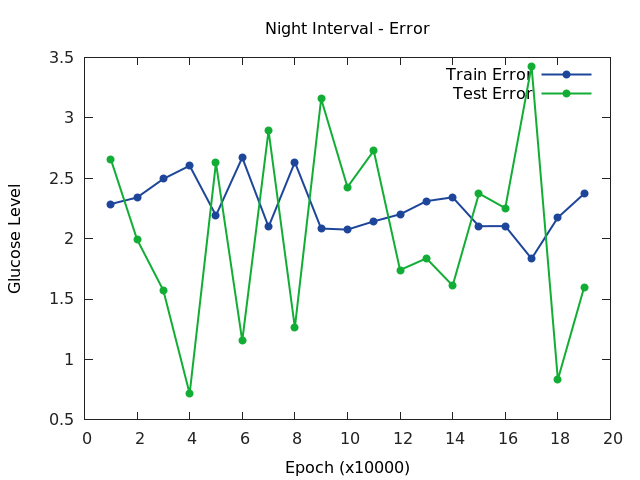 Night Interval - Error
3.5
3
2.5
2
1.5
1
0.5
Glucose Level
Train Error
Test Error
0 2 4 6 8 10 12 14 16 18 20
Epoch (x10000)